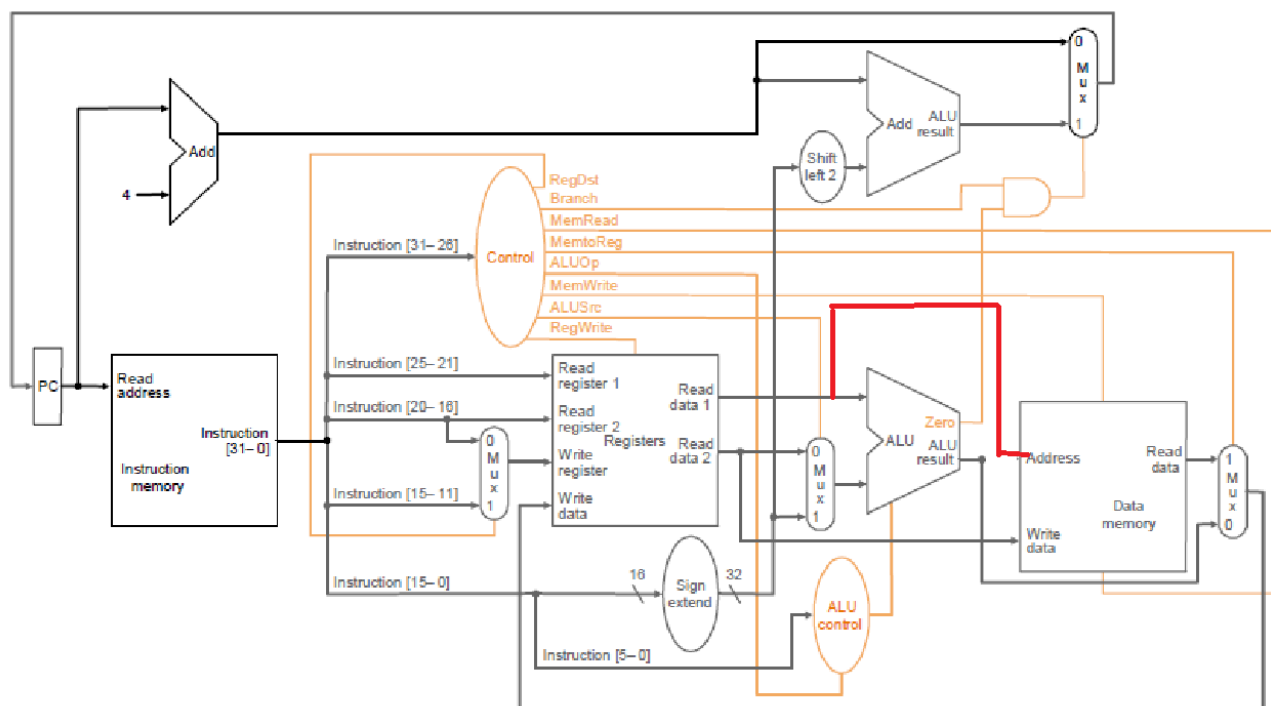 0
M
u
x
1
Add
ALU
result
Add
4
Shift
left 2
RegDst
Branch
MemRead
MemtoReg
ALUOp
MemWrite
ALUSrc
RegWrite
Control
Instruction [31– 26]
Instruction [25– 21]
Instruction [20– 16]
Instruction [15– 11]
Instruction [15– 0]
Instruction [5– 0]
PC
Read
address
Instruction
[31– 0]
Instruction
memory
0
M
u
x
1
Read
register 1
Read
register 2
Write
register
Write
data
Registers
Read
data 1
Read
data 2
0
M
u
x
1
Zero
ALU
ALU
result
Address
Read
data
Data
memory
Write
data
1
M
u
x
0
16
Sign
extend
32
ALU
control